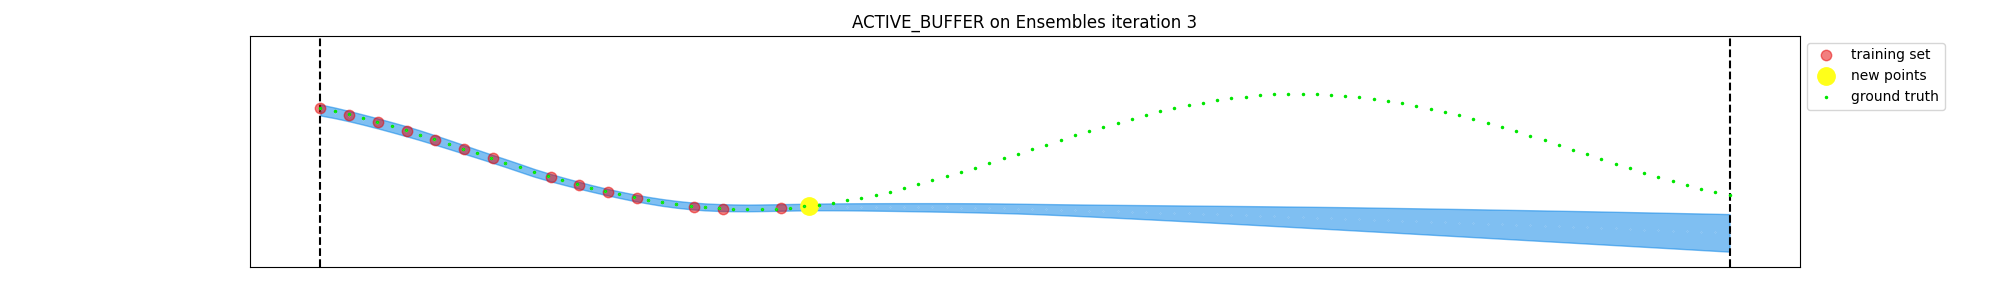 ACTIVE_BUFFER on Ensembles iteration 3
training set
new points
ground truth